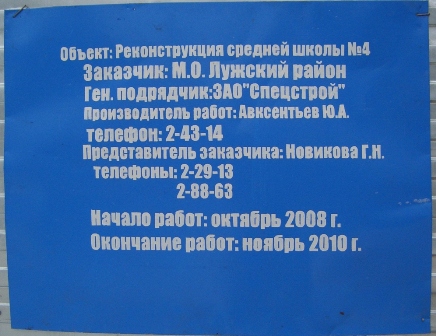 Объект: Реконструкция средней школы №4
Заказчик: М.О. Лужский район
Ген. подрядчик:ЗАО"Спецстрой"
Производитель работ: Авксентьев Ю.А.
телефон: 2-43-14
Представитель заказчика: Новикова Г.Н.
телефоны: 2-29-13
2-88-63
Начало работ: октябрь 2008 г.
Окончание работ: ноябрь 2010 г.